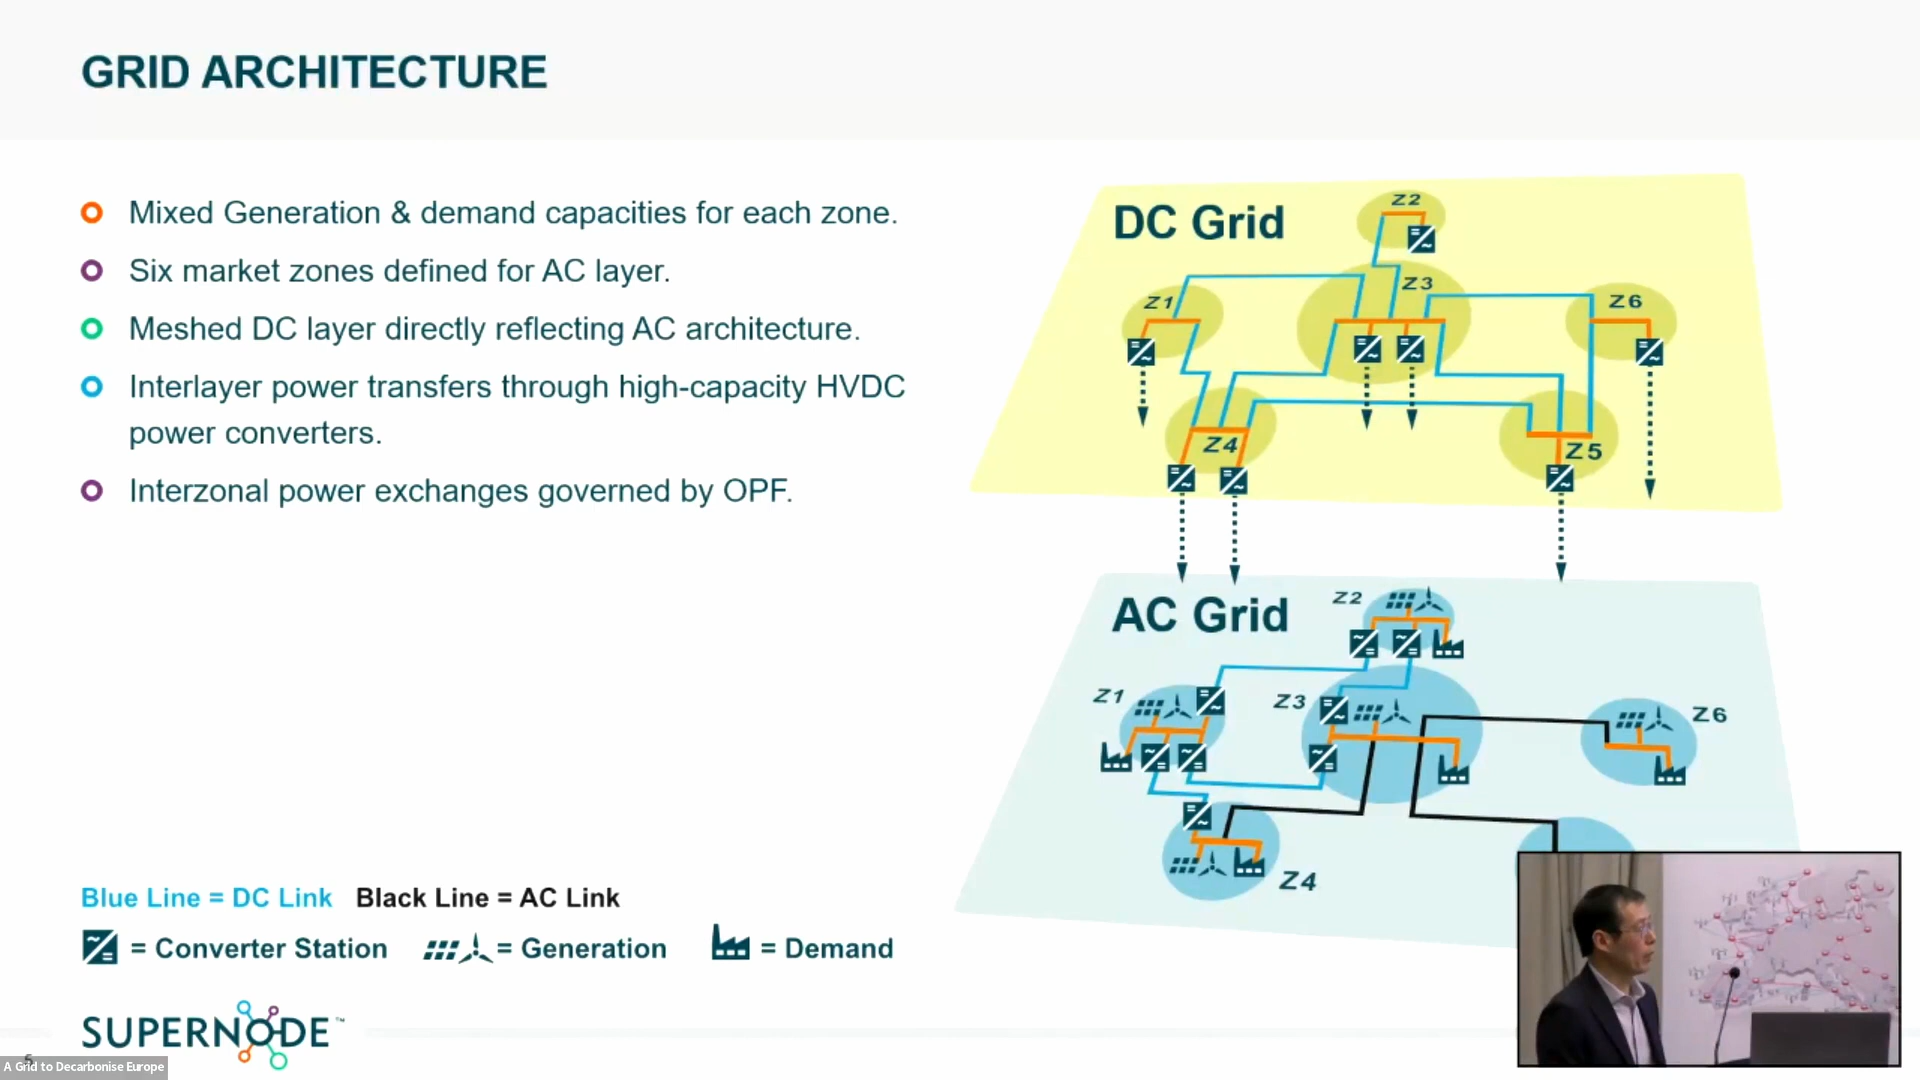 GRID ARCHITECTURE
Mixed Generation & demand capacities for each zone.
Six market zones defined for AC layer.
Meshed DC layer directly reflecting AC architecture.
Interlayer power transfers through high-capacity HVDC
power converters.
Interzonal power exchanges governed by OPF.
DC Grid
Z2
Z3
Z1
Z6
Z4
Z5
AC Grid
Z2
Z1
Z3
Z6
Z4
Blue Line = DC Link Black Line = AC Link
= Converter Station = Generation = Demand
SUPERNODE™
5
A Grid to Decarbonise Europe